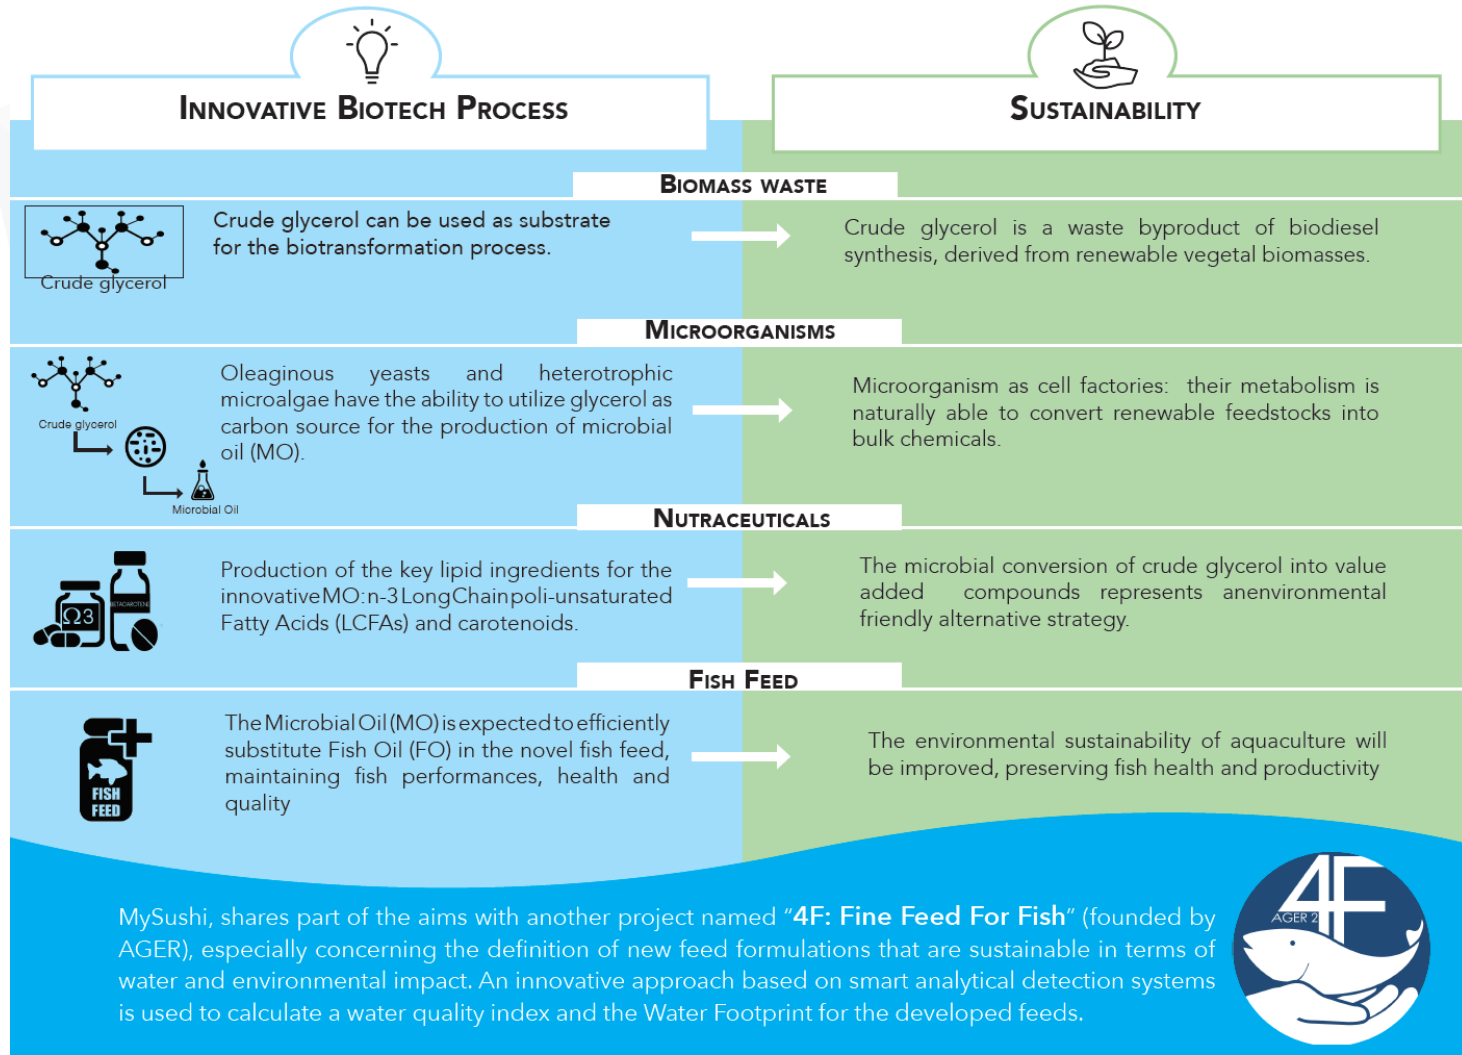 INNOVATIVE BIOTECH PROCESS
SUSTAINABILITY
BIOMASS WASTE
Crude glycerol
Crude glycerol can be used as substrate
for the biotransformation process.
Crude glycerol is a waste byproduct of biodiesel
synthesis, derived from renewable vegetal biomasses.
MICROORGANISMS
Crude glycerol
Microbial Oil
Oleaginous yeasts and heterotrophic
microalgae have the ability to utilize glycerol as
carbon source for the production of microbial
oil (MO).
Microorganism as cell factories: their metabolism is
naturally able to convert renewable feedstocks into
bulk chemicals.
NUTRACEUTICALS
Ω3
BETACAROTENE
Production of the key lipid ingredients for the
innovative MO: n-3 Long Chain poli-unsaturated
Fatty Acids (LCFAs) and carotenoids.
The microbial conversion of crude glycerol into value
added compounds represents anenvironmental
friendly alternative strategy.
FISH FEED
FISH
FEED
The Microbial Oil (MO) is expected to efficiently
substitute Fish Oil (FO) in the novel fish feed,
maintaining fish performances, health and
quality
The environmental sustainability of aquaculture will
be improved, preserving fish health and productivity
MySushi, shares part of the aims with another project named “4F: Fine Feed For Fish” (founded by
AGER), especially concerning the definition of new feed formulations that are sustainable in terms of
water and environmental impact. An innovative approach based on smart analytical detection systems
is used to calculate a water quality index and the Water Footprint for the developed feeds.
4F
AGER 2